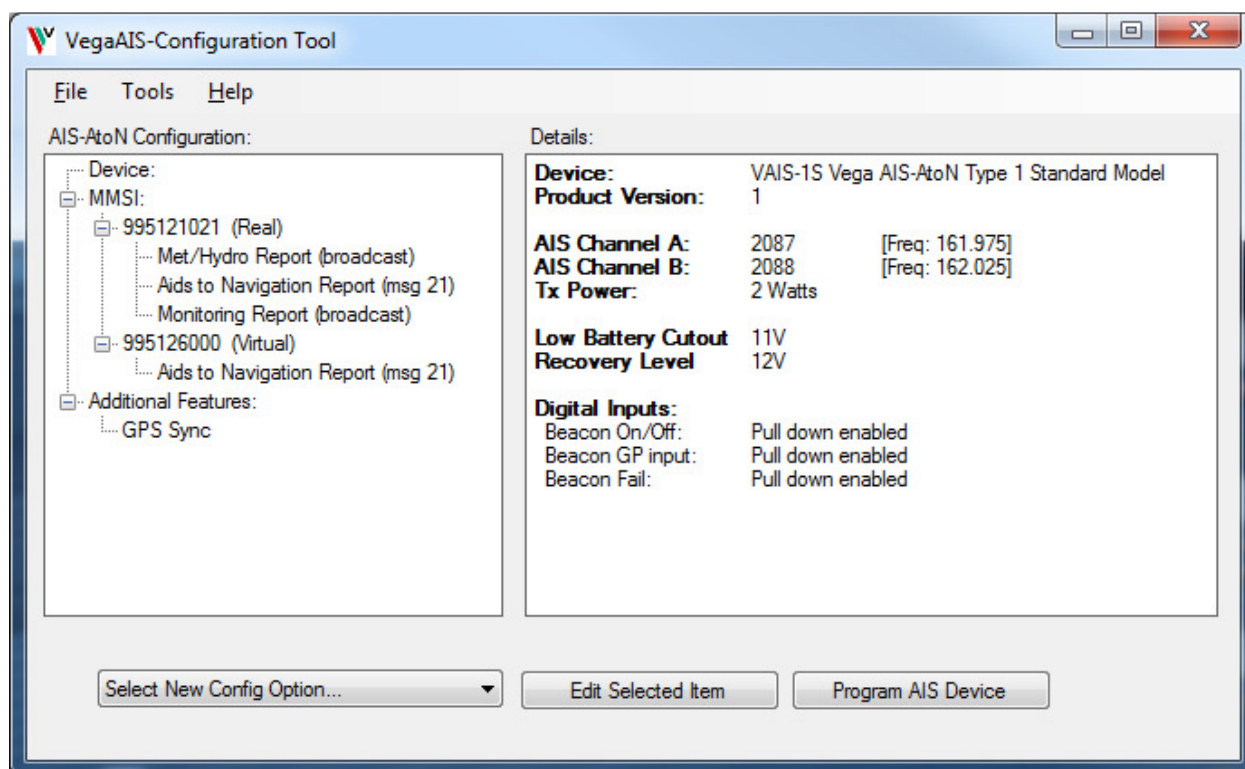 VegaAIS-Configuration Tool
File Tools Help
AIS-AtoN Configuration:
Device:
MMSI:
995121021 (Real)
Met/Hydro Report (broadcast)
Aids to Navigation Report (msg 21)
Monitoring Report (broadcast)
995126000 (Virtual)
Aids to Navigation Report (msg 21)
Additional Features:
GPS Sync
Details:
Device: VAIS-1S Vega AIS-AtoN Type 1 Standard Model
Product Version: 1
AIS Channel A: 2087 [Freq: 161.975]
AIS Channel B: 2088 [Freq: 162.025]
Tx Power: 2 Watts
Low Battery Cutout 11V
Recovery Level 12V
Digital Inputs:
Beacon On/Off: Pull down enabled
Beacon GP input: Pull down enabled
Beacon Fail: Pull down enabled
Select New Config Option... Edit Selected Item Program AIS Device